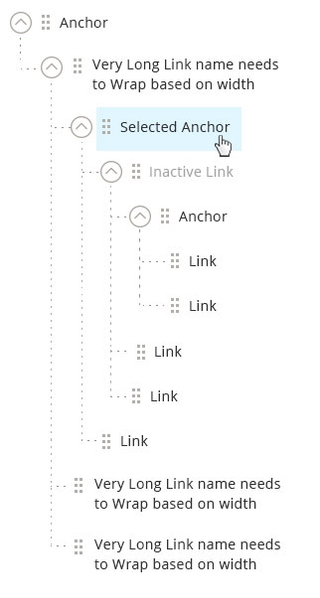 Anchor
Very Long Link name needs
to Wrap based on width
Selected Anchor
Inactive Link
Anchor
Link
Link
Link
Link
Link
Very Long Link name needs
to Wrap based on width
Very Long Link name needs
to Wrap based on width